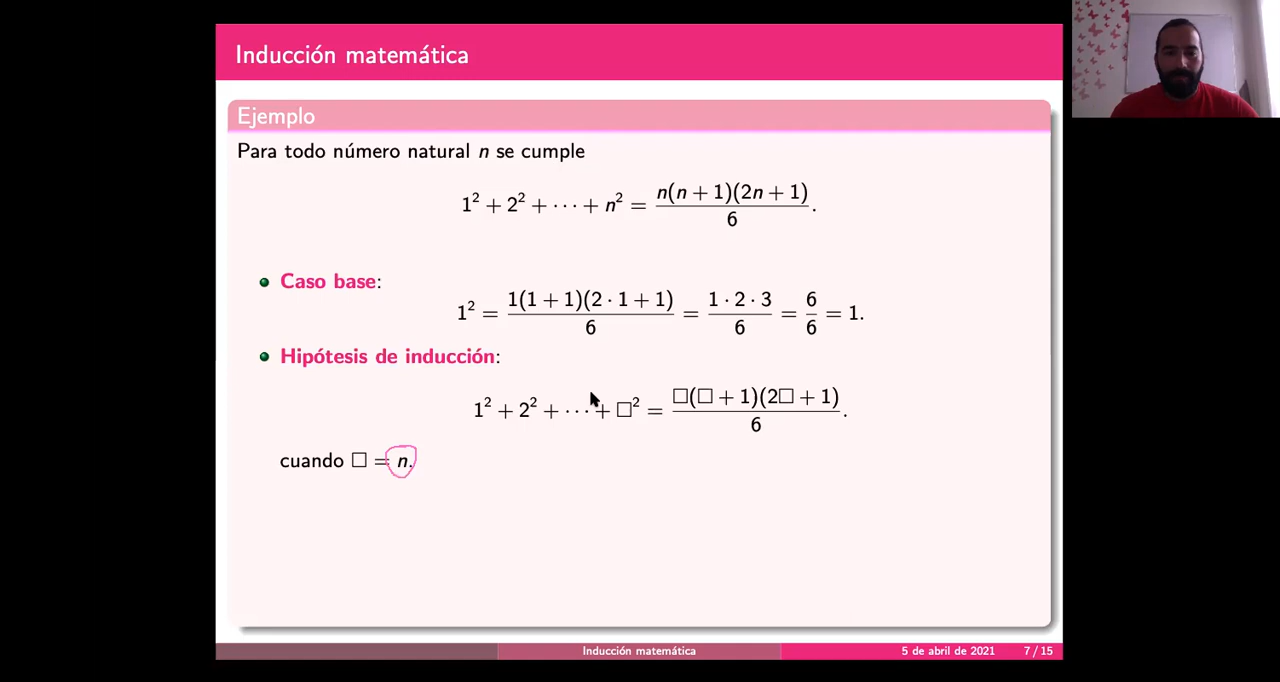 Inducción matemática
Ejemplo
Para todo número natural n se cumple
1² + 2² + ··· + n² = n(n + 1)(2n + 1) / 6.
• Caso base:
1² = 1(1 + 1)(2 · 1 + 1) / 6 = 1 · 2 · 3 / 6 = 6 / 6 = 1.
• Hipótesis de inducción:
1² + 2² + ··· + □² = □(□ + 1)(2□ + 1) / 6.
cuando □ = n.
Inducción matemática 5 de abril de 2021 7 / 15